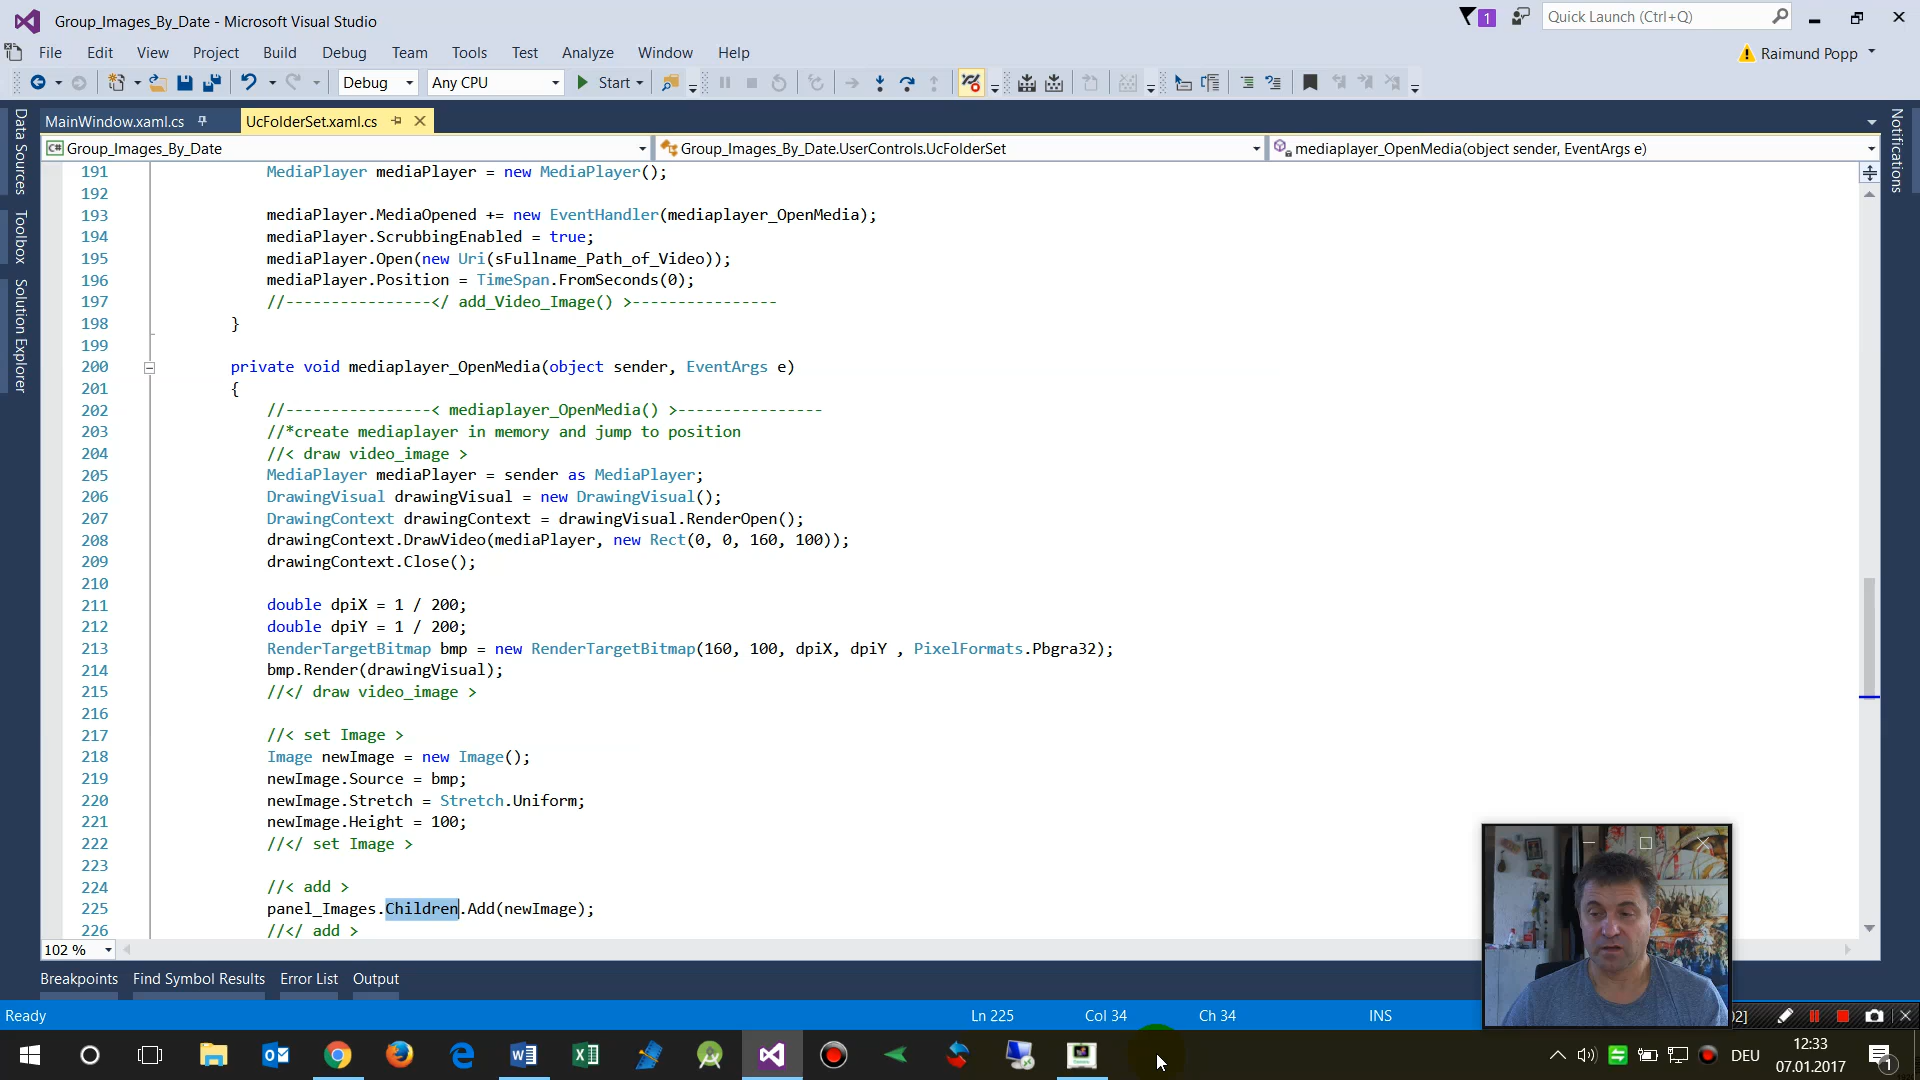 Group_Images_By_Date - Microsoft Visual Studio
1
Quick Launch (Ctrl+Q)
File Edit View Project Build Debug Team Tools Test Analyze Window Help
Raimund Popp
Debug Any CPU Start
Data Sources
Toolbox
Solution Explorer
Notifications
MainWindow.xaml.cs UcFolderSet.xaml.cs
Group_Images_By_Date Group_Images_By_Date.UserControls.UcFolderSet mediaplayer_OpenMedia(object sender, EventArgs e)
191 MediaPlayer mediaPlayer = new MediaPlayer();
192
193 mediaPlayer.MediaOpened += new EventHandler(mediaplayer_OpenMedia);
194 mediaPlayer.ScrubbingEnabled = true;
195 mediaPlayer.Open(new Uri(sFullname_Path_of_Video));
196 mediaPlayer.Position = TimeSpan.FromSeconds(0);
197 //----------------</ add_Video_Image() >----------------
198 }
199
200 private void mediaplayer_OpenMedia(object sender, EventArgs e)
201 {
202 //----------------< mediaplayer_OpenMedia() >----------------
203 //*create mediaplayer in memory and jump to position
204 //< draw video_image >
205 MediaPlayer mediaPlayer = sender as MediaPlayer;
206 DrawingVisual drawingVisual = new DrawingVisual();
207 DrawingContext drawingContext = drawingVisual.RenderOpen();
208 drawingContext.DrawVideo(mediaPlayer, new Rect(0, 0, 160, 100));
209 drawingContext.Close();
210
211 double dpiX = 1 / 200;
212 double dpiY = 1 / 200;
213 RenderTargetBitmap bmp = new RenderTargetBitmap(160, 100, dpiX, dpiY , PixelFormats.Pbgra32);
214 bmp.Render(drawingVisual);
215 //</ draw video_image >
216
217 //< set Image >
218 Image newImage = new Image();
219 newImage.Source = bmp;
220 newImage.Stretch = Stretch.Uniform;
221 newImage.Height = 100;
222 //</ set Image >
223
224 //< add >
225 panel_Images.Children.Add(newImage);
226 //</ add >
102 %
Breakpoints Find Symbol Results Error List Output
Ready Ln 225 Col 34 Ch 34 INS
DEU
12:33
07.01.2017
1